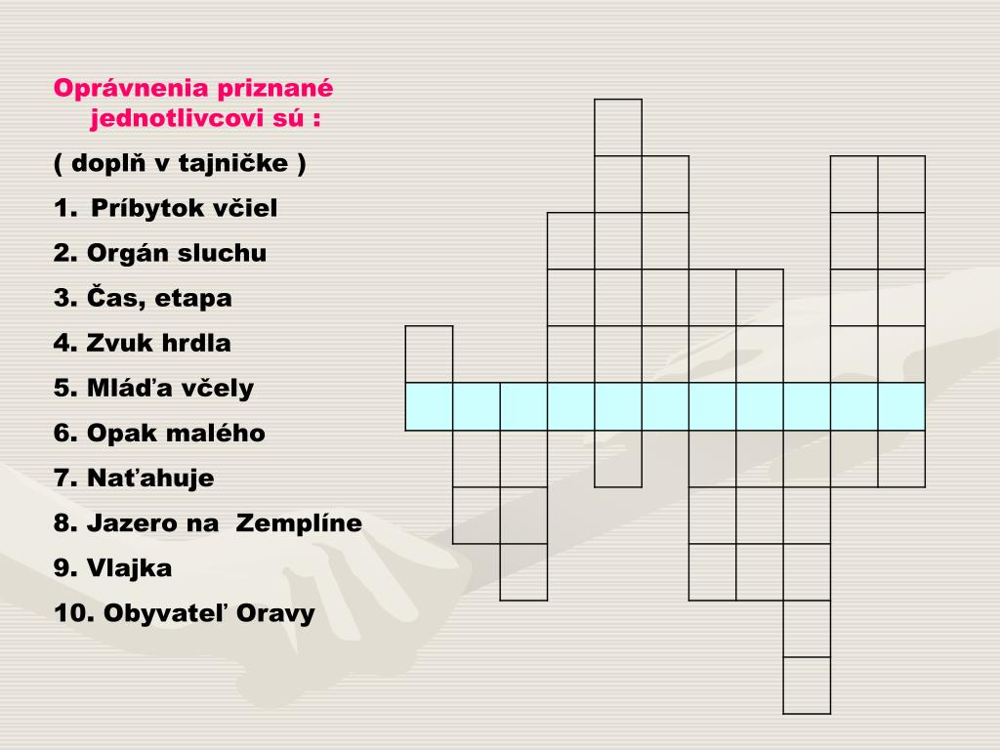 Oprávnenia priznané
jednotlivcovi sú :
( doplň v tajničke )
1. Príbytok včiel
2. Orgán sluchu
3. Čas, etapa
4. Zvuk hrdla
5. Mláďa včely
6. Opak malého
7. Naťahuje
8. Jazero na Zemplíne
9. Vlajka
10. Obyvateľ Oravy